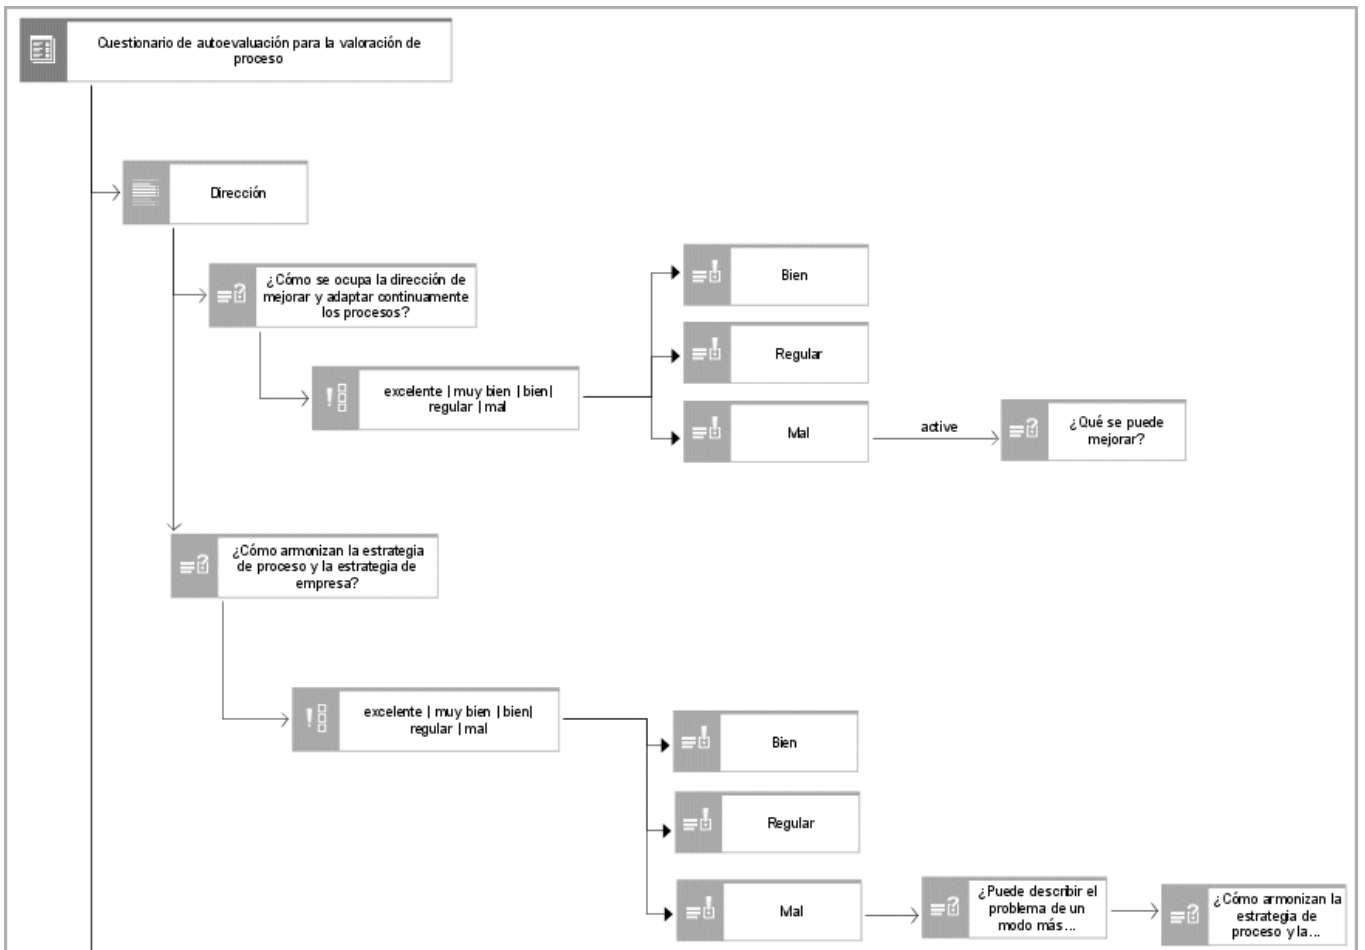 Cuestionario de autoevaluación para la valoración de
proceso
Dirección
¿Cómo se ocupa la dirección de
mejorar y adaptar continuamente
los procesos?
excelente | muy bien | bien|
regular | mal
Bien
Regular
Mal
active
¿Qué se puede
mejorar?
¿Cómo armonizan la estrategia
de proceso y la estrategia de
empresa?
excelente | muy bien | bien|
regular | mal
Bien
Regular
Mal
¿Puede describir el
problema de un
modo más...
¿Cómo armonizan la
estrategia de
proceso y la...